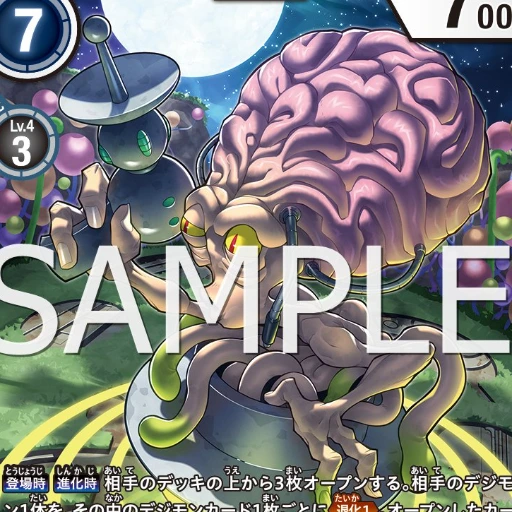 7
7
00
Lv.4
3
SAMPLE
とうじょうじ しんかじ あいて うえ まい あいて
登場時 進化時 相手のデッキの上から3枚オープンする。相手のデジモ
たい なか まい たいか
ン1体を、その中のデジモンカード1枚ごとに 退化1 。オープンしたカー